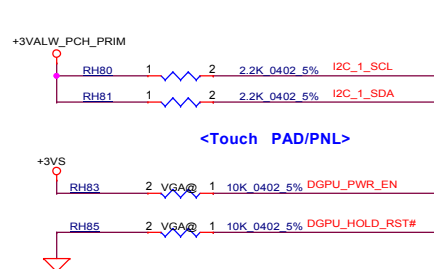 +3VALW_PCH_PRIM
RH80 1 2 2.2K_0402_5% I2C_1_SCL
RH81 1 2 2.2K_0402_5% I2C_1_SDA
<Touch PAD/PNL>
+3VS
RH83 2 VGA@ 1 10K_0402_5% DGPU_PWR_EN
RH85 2 VGA@ 1 10K_0402_5% DGPU_HOLD_RST#